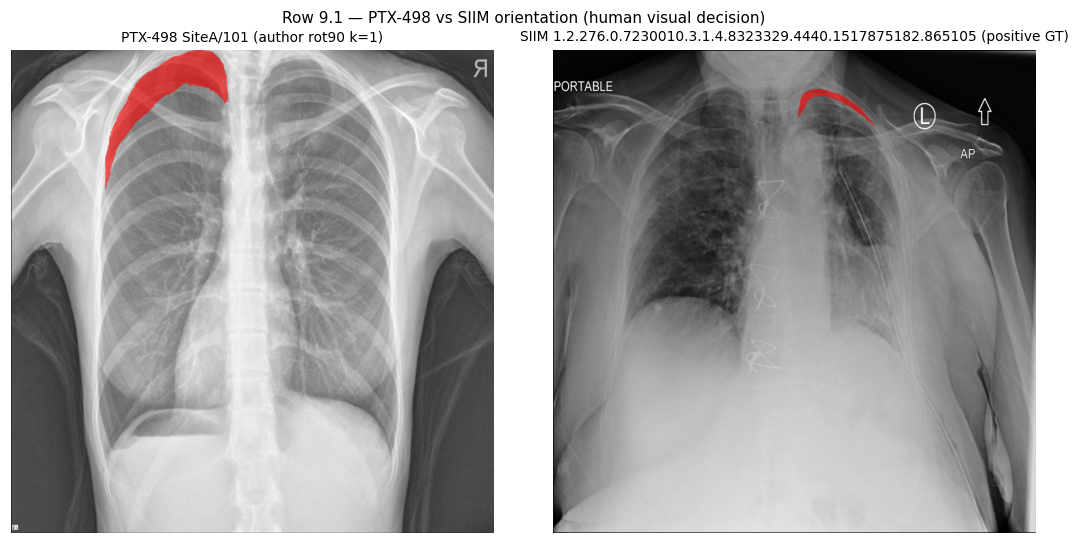 Row 9.1 — PTX-498 vs SIIM orientation (human visual decision)
PTX-498 SiteA/101 (author rot90 k=1)
SIIM 1.2.276.0.7230010.3.1.4.8323329.4440.1517875182.865105 (positive GT)
R
PORTABLE
L
AP